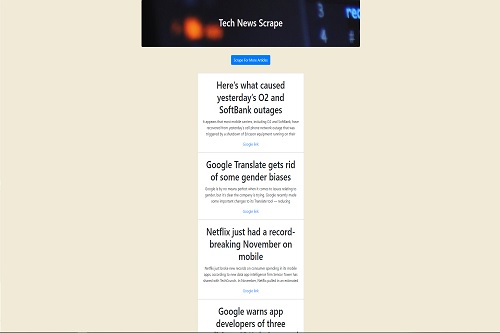 Tech News Scrape
Scrape For More Articles
Here's what caused
yesterday's O2 and
SoftBank outages
It appears that most mobile carriers, including O2 and SoftBank, have
recovered from yesterday's cell phone network outage that was
triggered by a shutdown of Ericsson equipment running on their
Google link
Google Translate gets rid
of some gender biases
Google is by no means perfect when it comes to issues relating to
gender, but it's clear the company is trying. Google recently made
some important changes to its Translate tool — reducing
Google link
Netflix just had a record-
breaking November on
mobile
Netflix just broke new records on consumer spending in its mobile
apps, according to new data app intelligence firm Sensor Tower has
shared with TechCrunch. In November, Netflix pulled in an estimated
Google link
Google warns app
developers of three